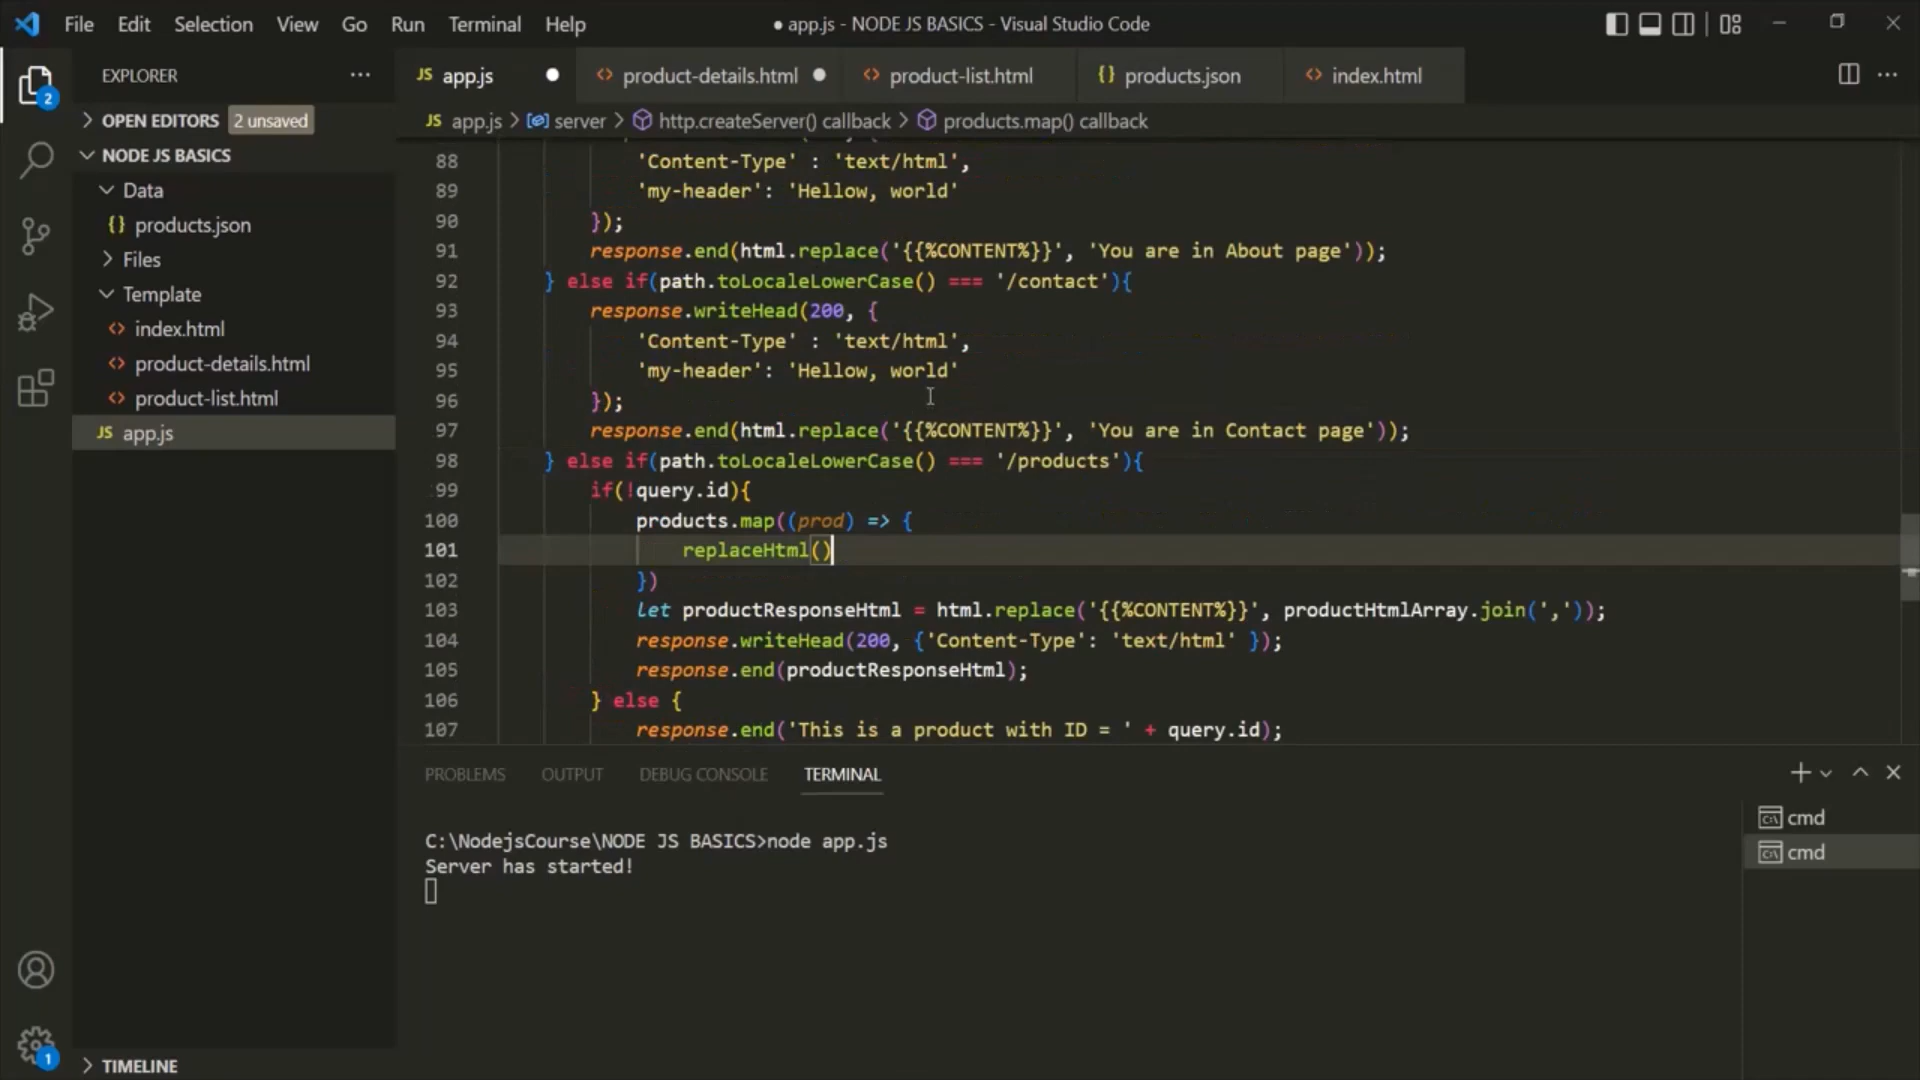 File Edit Selection View Go Run Terminal Help
● app.js - NODE JS BASICS - Visual Studio Code
EXPLORER
OPEN EDITORS 2 unsaved
NODE JS BASICS
Data
{} products.json
Files
Template
<> index.html
<> product-details.html
<> product-list.html
JS app.js
TIMELINE
2
1
JS app.js
<> product-details.html
<> product-list.html
{} products.json
<> index.html
JS app.js > server > http.createServer() callback > products.map() callback
88 'Content-Type' : 'text/html',
89 'my-header': 'Hellow, world'
90 });
91 response.end(html.replace('{{%CONTENT%}}', 'You are in About page'));
92 } else if(path.toLocaleLowerCase() === '/contact'){
93 response.writeHead(200, {
94 'Content-Type' : 'text/html',
95 'my-header': 'Hellow, world'
96 });
97 response.end(html.replace('{{%CONTENT%}}', 'You are in Contact page'));
98 } else if(path.toLocaleLowerCase() === '/products'){
99 if(!query.id){
100 products.map((prod) => {
101 replaceHtml()
102 })
103 let productResponseHtml = html.replace('{{%CONTENT%}}', productHtmlArray.join(','));
104 response.writeHead(200, {'Content-Type': 'text/html' });
105 response.end(productResponseHtml);
106 } else {
107 response.end('This is a product with ID = ' + query.id);
PROBLEMS OUTPUT DEBUG CONSOLE TERMINAL
C:\NodejsCourse\NODE JS BASICS>node app.js
Server has started!
cmd
cmd